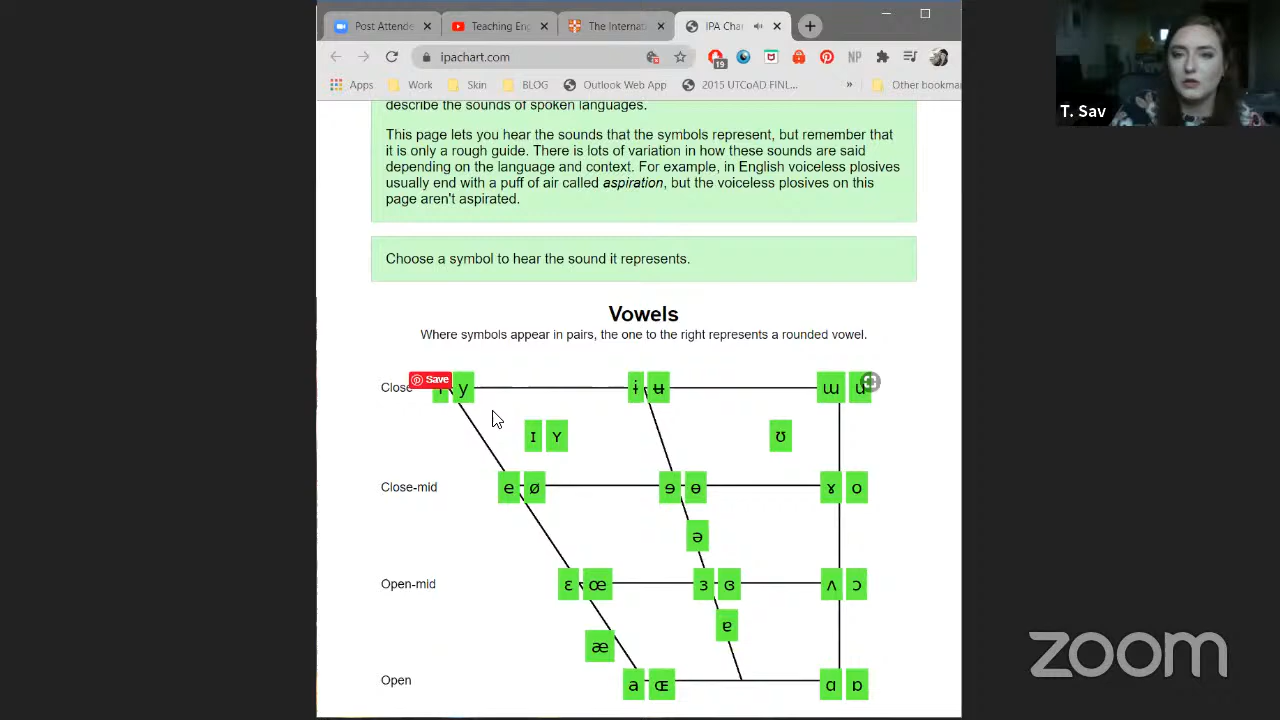 Post Attende
Teaching Eng
The Internati
IPA Cha
ipachart.com
19
NP
Apps
Work
Skin
BLOG
Outlook Web App
2015 UTCoAD FINL...
»
Other bookmar
T. Sav
describe the sounds of spoken languages.
This page lets you hear the sounds that the symbols represent, but remember that
it is only a rough guide. There is lots of variation in how these sounds are said
depending on the language and context. For example, in English voiceless plosives
usually end with a puff of air called aspiration, but the voiceless plosives on this
page aren't aspirated.
Choose a symbol to hear the sound it represents.
Vowels
Where symbols appear in pairs, the one to the right represents a rounded vowel.
Save
Close y ɨ ʉ ɯ u
ɪ ʏ ʊ
Close-mid e ø ɘ ɵ ɤ o
ə
Open-mid ɛ œ ɜ ɞ ʌ ɔ
ɐ
æ
Open a ɶ ɑ ɒ
zoom